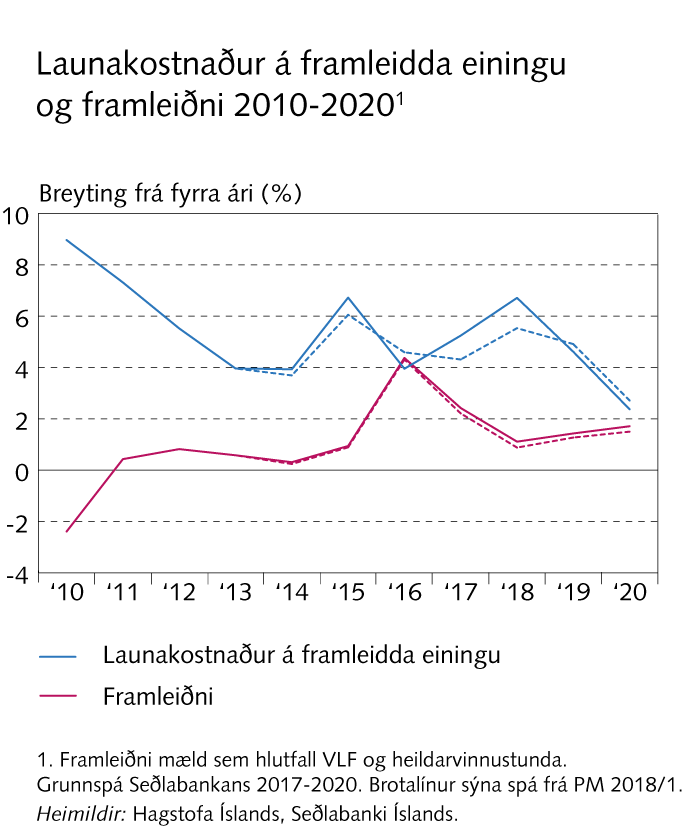 Launakostnaður á framleidda einingu
og framleiðni 2010-2020¹
Breyting frá fyrra ári (%)
10
8
6
4
2
0
-2
-4
‘10 ‘11 ‘12 ‘13 ‘14 ‘15 ‘16 ‘17 ‘18 ‘19 ‘20
Launakostnaður á framleidda einingu
Framleiðni
1. Framleiðni mæld sem hlutfall VLF og heildarvinnustunda.
Grunnspá Seðlabankans 2017-2020. Brotalínur sýna spá frá PM 2018/1.
Heimildir: Hagstofa Íslands, Seðlabanki Íslands.